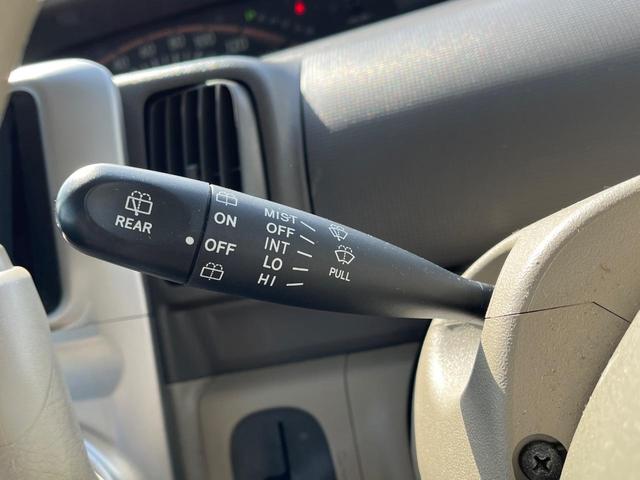 REAR
ON
OFF
MIST
OFF
INT
LO
HI
PULL